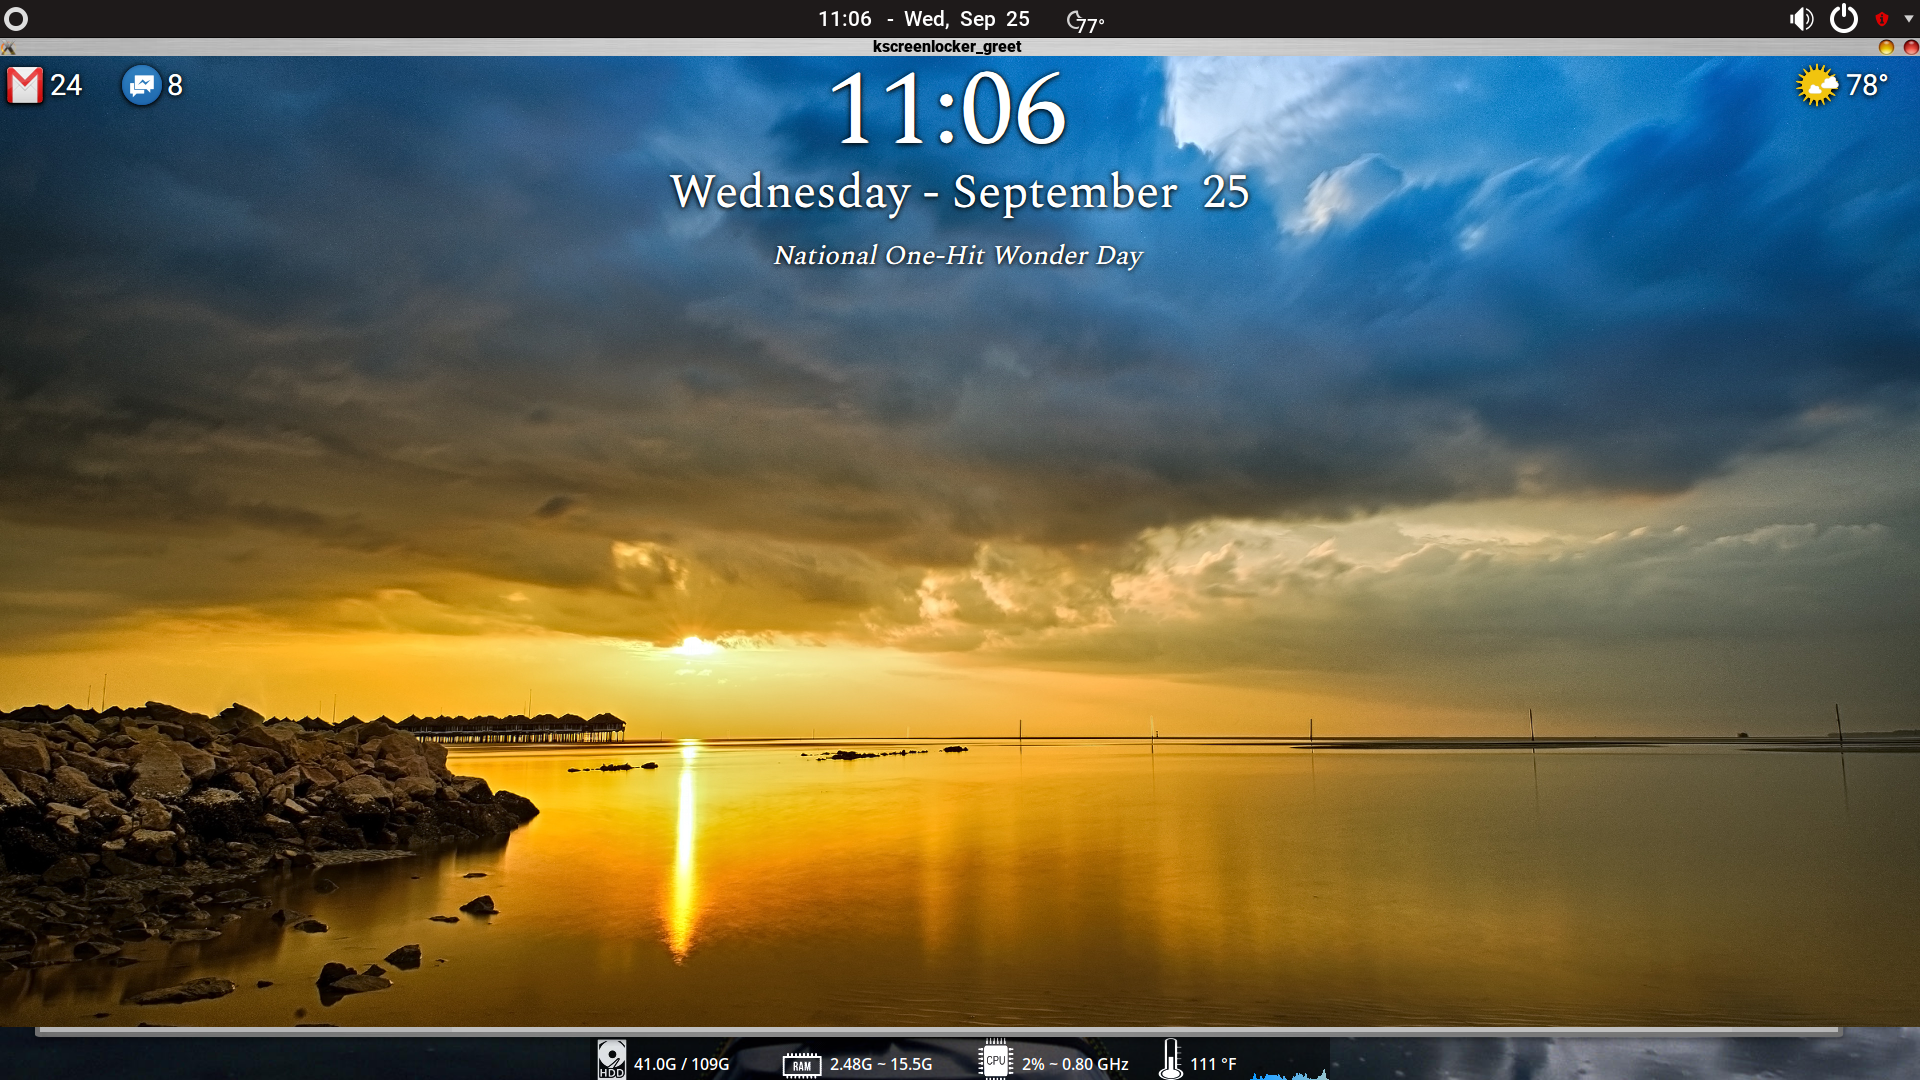 11:06 - Wed, Sep 25 77°
kscreenlocker_greet
24 8 78°
11:06
Wednesday - September 25
National One-Hit Wonder Day
HDD 41.0G / 109G RAM 2.48G ~ 15.5G CPU 2% ~ 0.80 GHz 111 °F